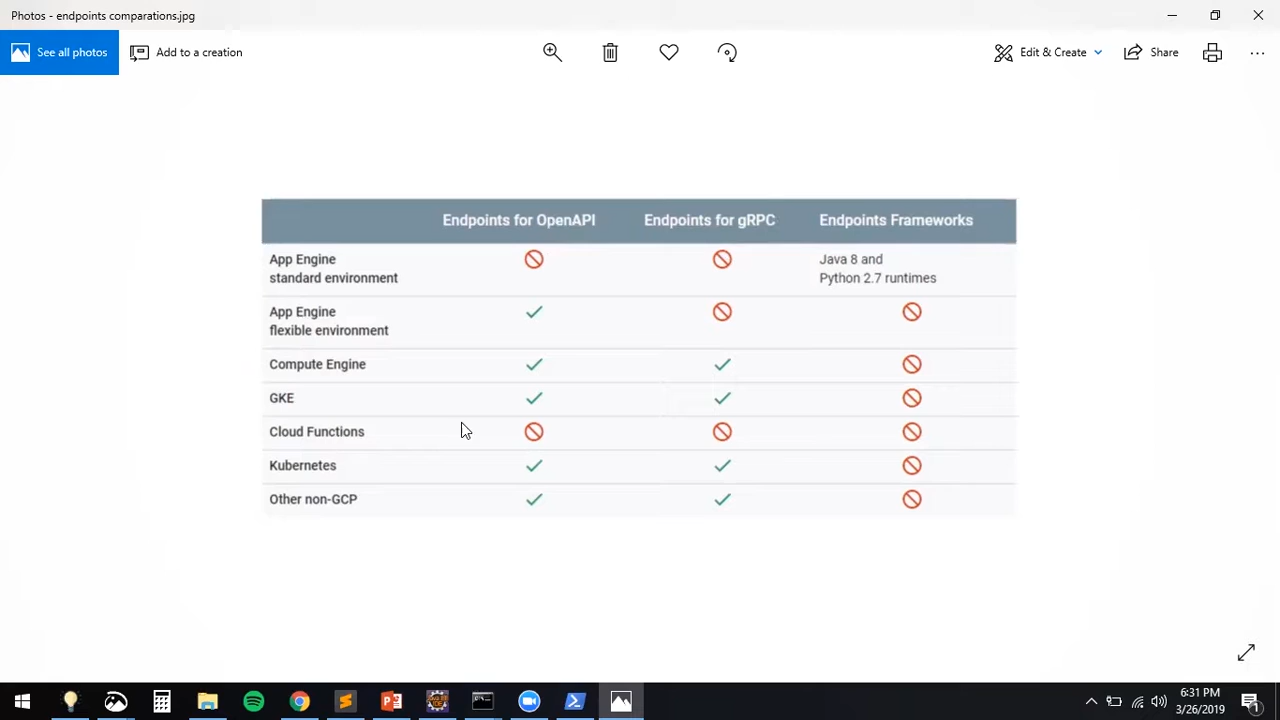 Photos - endpoints comparations.jpg
See all photos
Add to a creation
Edit & Create
Share
Endpoints for OpenAPI
Endpoints for gRPC
Endpoints Frameworks
App Engine
standard environment
Java 8 and
Python 2.7 runtimes
App Engine
flexible environment
Compute Engine
GKE
Cloud Functions
Kubernetes
Other non-GCP
6:31 PM
3/26/2019